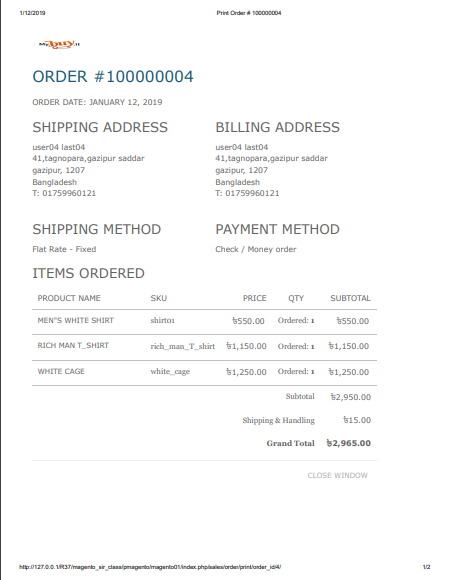 1/12/2019 Print Order # 100000004
My buy.it
ORDER #100000004
ORDER DATE: JANUARY 12, 2019
SHIPPING ADDRESS BILLING ADDRESS
user04 last04 user04 last04
41,tagnopara,gazipur saddar 41,tagnopara,gazipur saddar
gazipur, 1207 gazipur, 1207
Bangladesh Bangladesh
T: 01759960121 T: 01759960121
SHIPPING METHOD PAYMENT METHOD
Flat Rate - Fixed Check / Money order
ITEMS ORDERED
PRODUCT NAME SKU PRICE QTY SUBTOTAL
MEN"S WHITE SHIRT shirt01 ৳550.00 Ordered: 1 ৳550.00
RICH MAN T_SHIRT rich_man_T_shirt ৳1,150.00 Ordered: 1 ৳1,150.00
WHITE CAGE white_cage ৳1,250.00 Ordered: 1 ৳1,250.00
Subtotal ৳2,950.00
Shipping & Handling ৳15.00
Grand Total ৳2,965.00
CLOSE WINDOW
http://127.0.0.1/R37/magento_sir_class/pmagento/magento01/index.php/sales/order/print/order_id/4/ 1/2